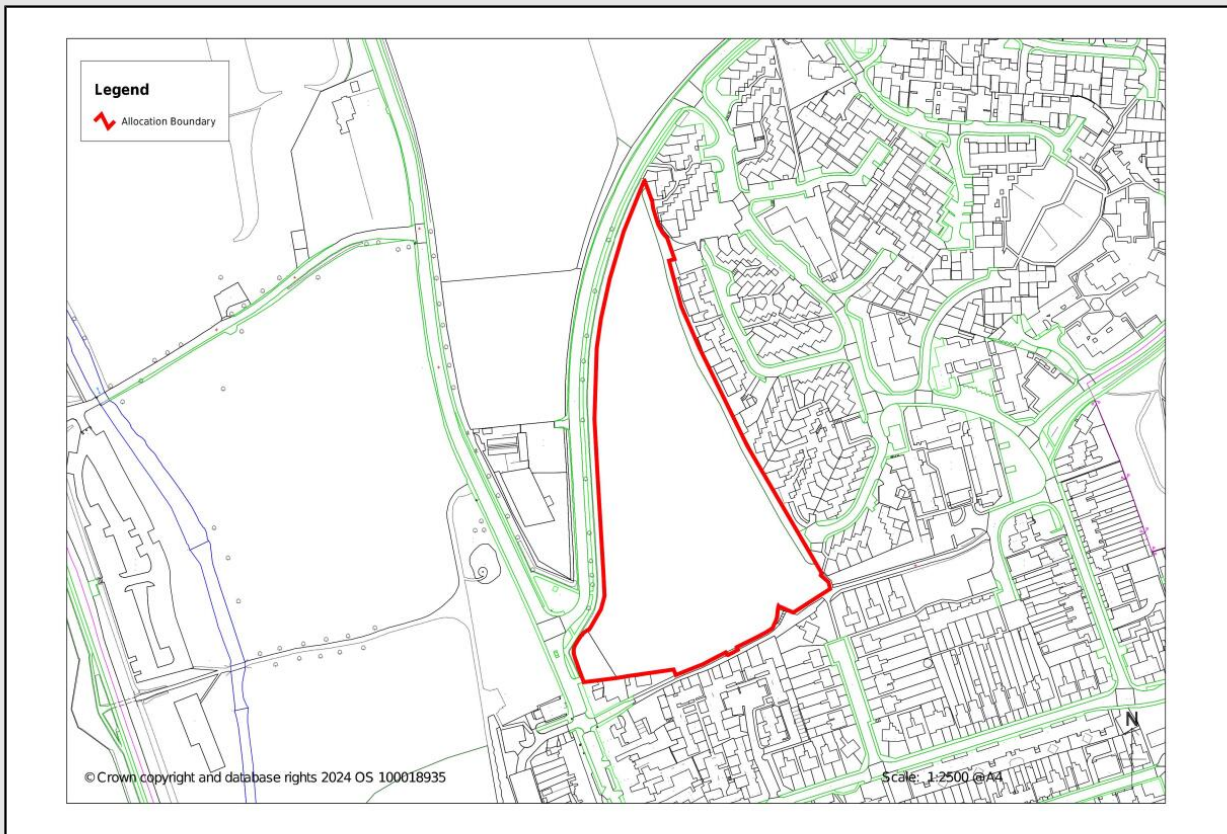 Legend
Allocation Boundary
N
© Crown copyright and database rights 2024 OS 100018935
Scale: 1:2500 @A4